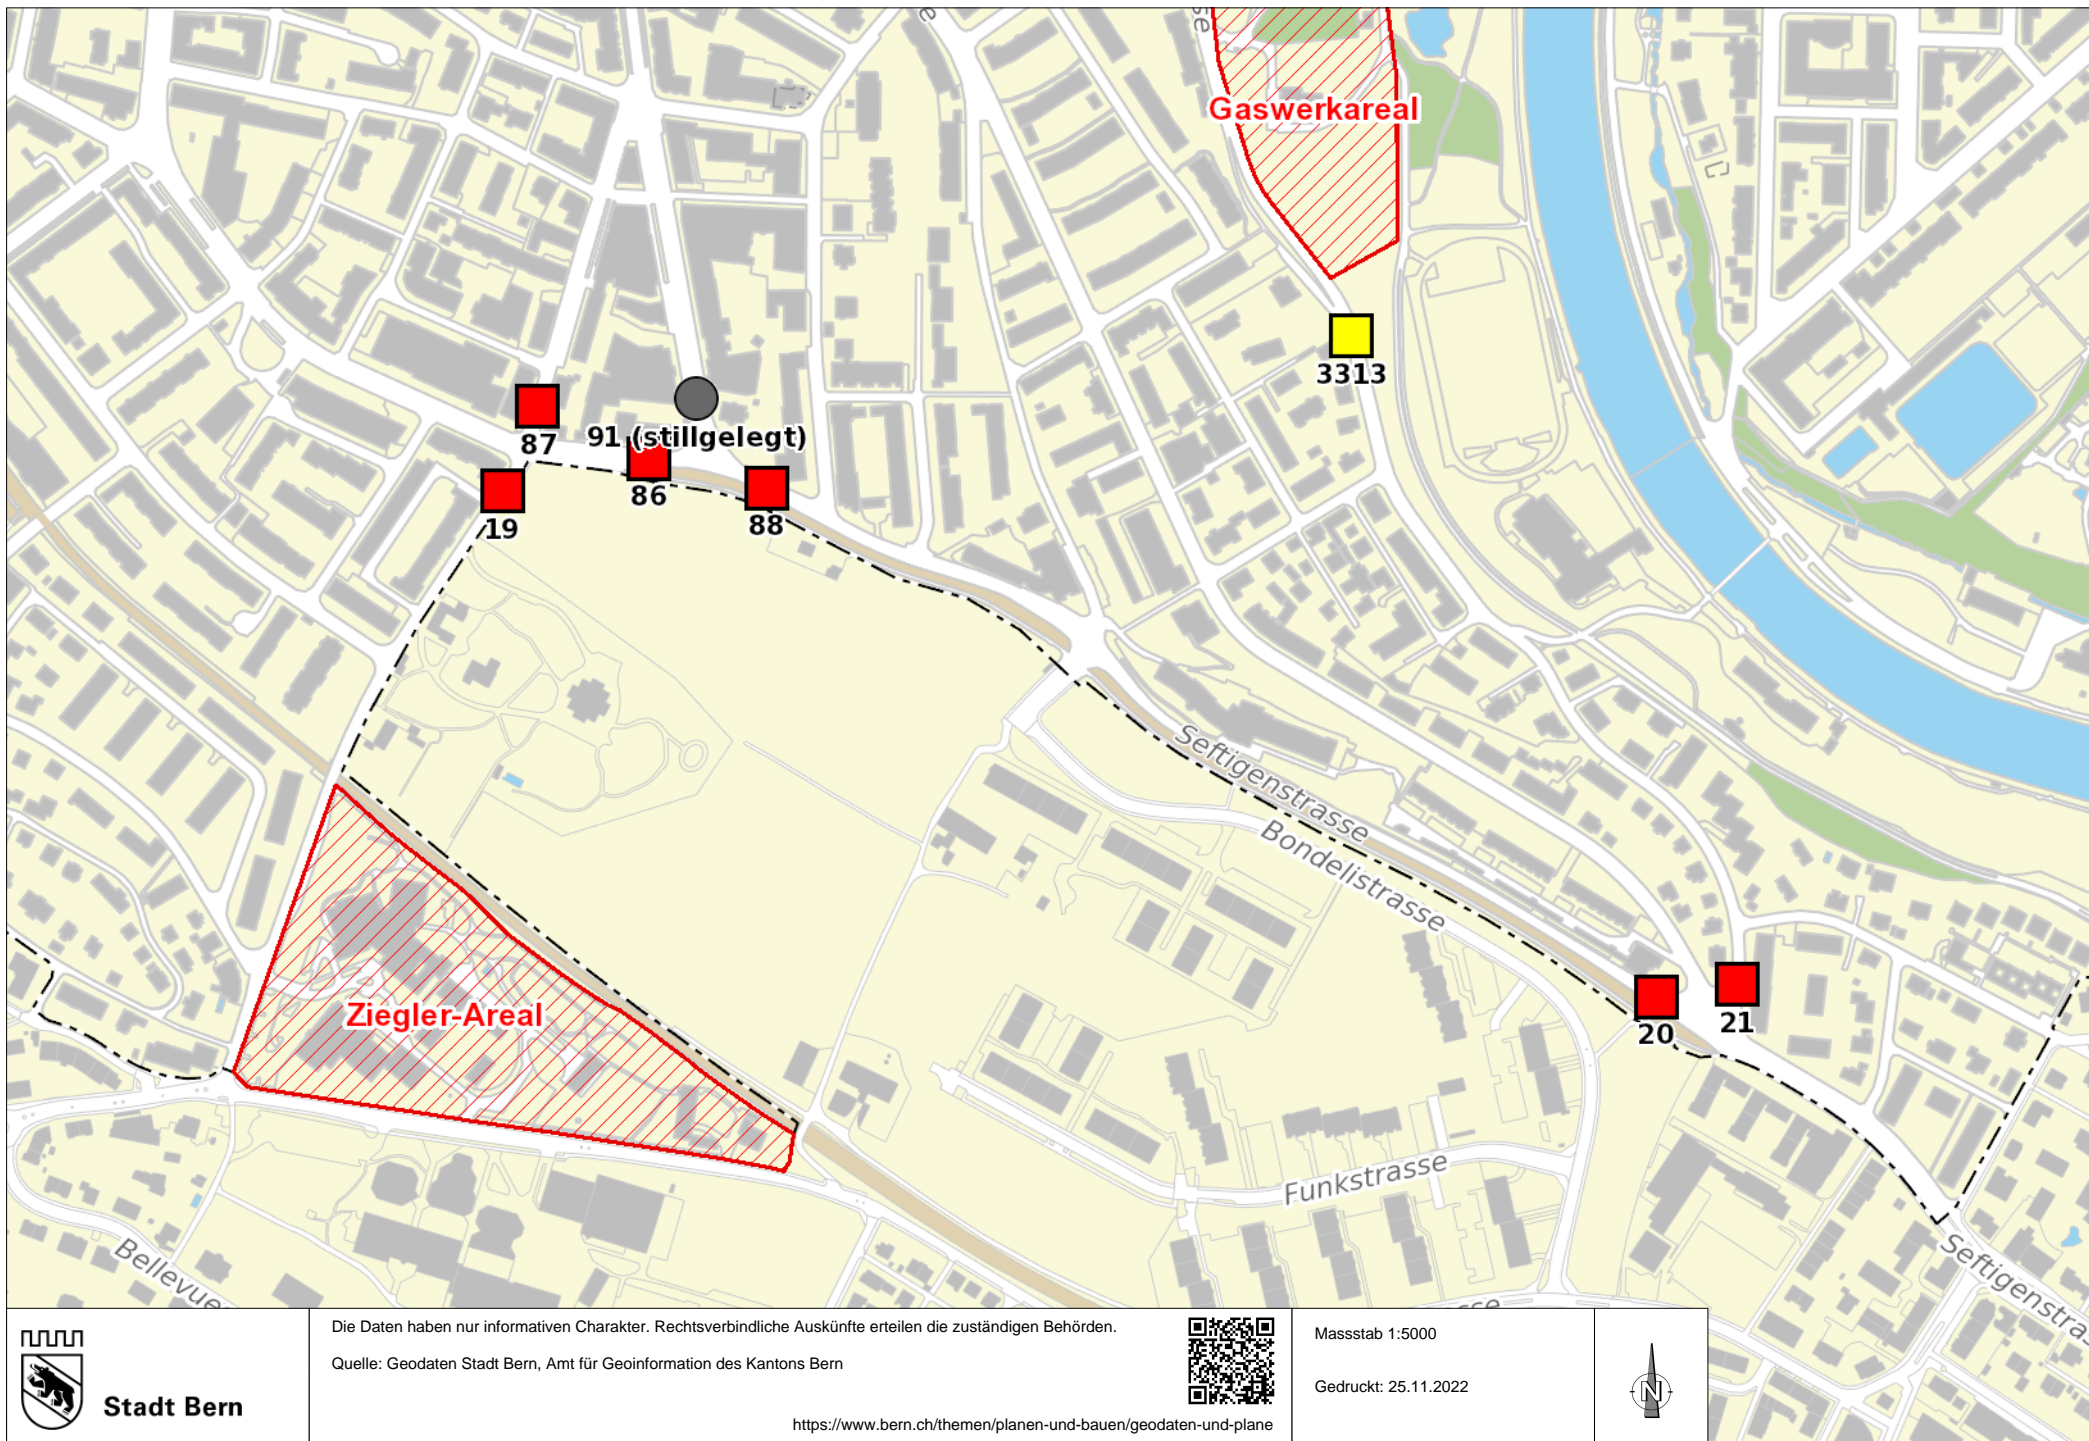 Gaswerkareal
3313
87
91 (stillgelegt)
86
88
19
Seftigenstrasse
Bondelistrasse
Ziegler-Areal
20
21
Funkstrasse
Bellevue
Seftigenstra
Stadt Bern
Die Daten haben nur informativen Charakter. Rechtsverbindliche Auskünfte erteilen die zuständigen Behörden.
Quelle: Geodaten Stadt Bern, Amt für Geoinformation des Kantons Bern
https://www.bern.ch/themen/planen-und-bauen/geodaten-und-plane
Massstab 1:5000
Gedruckt: 25.11.2022
N